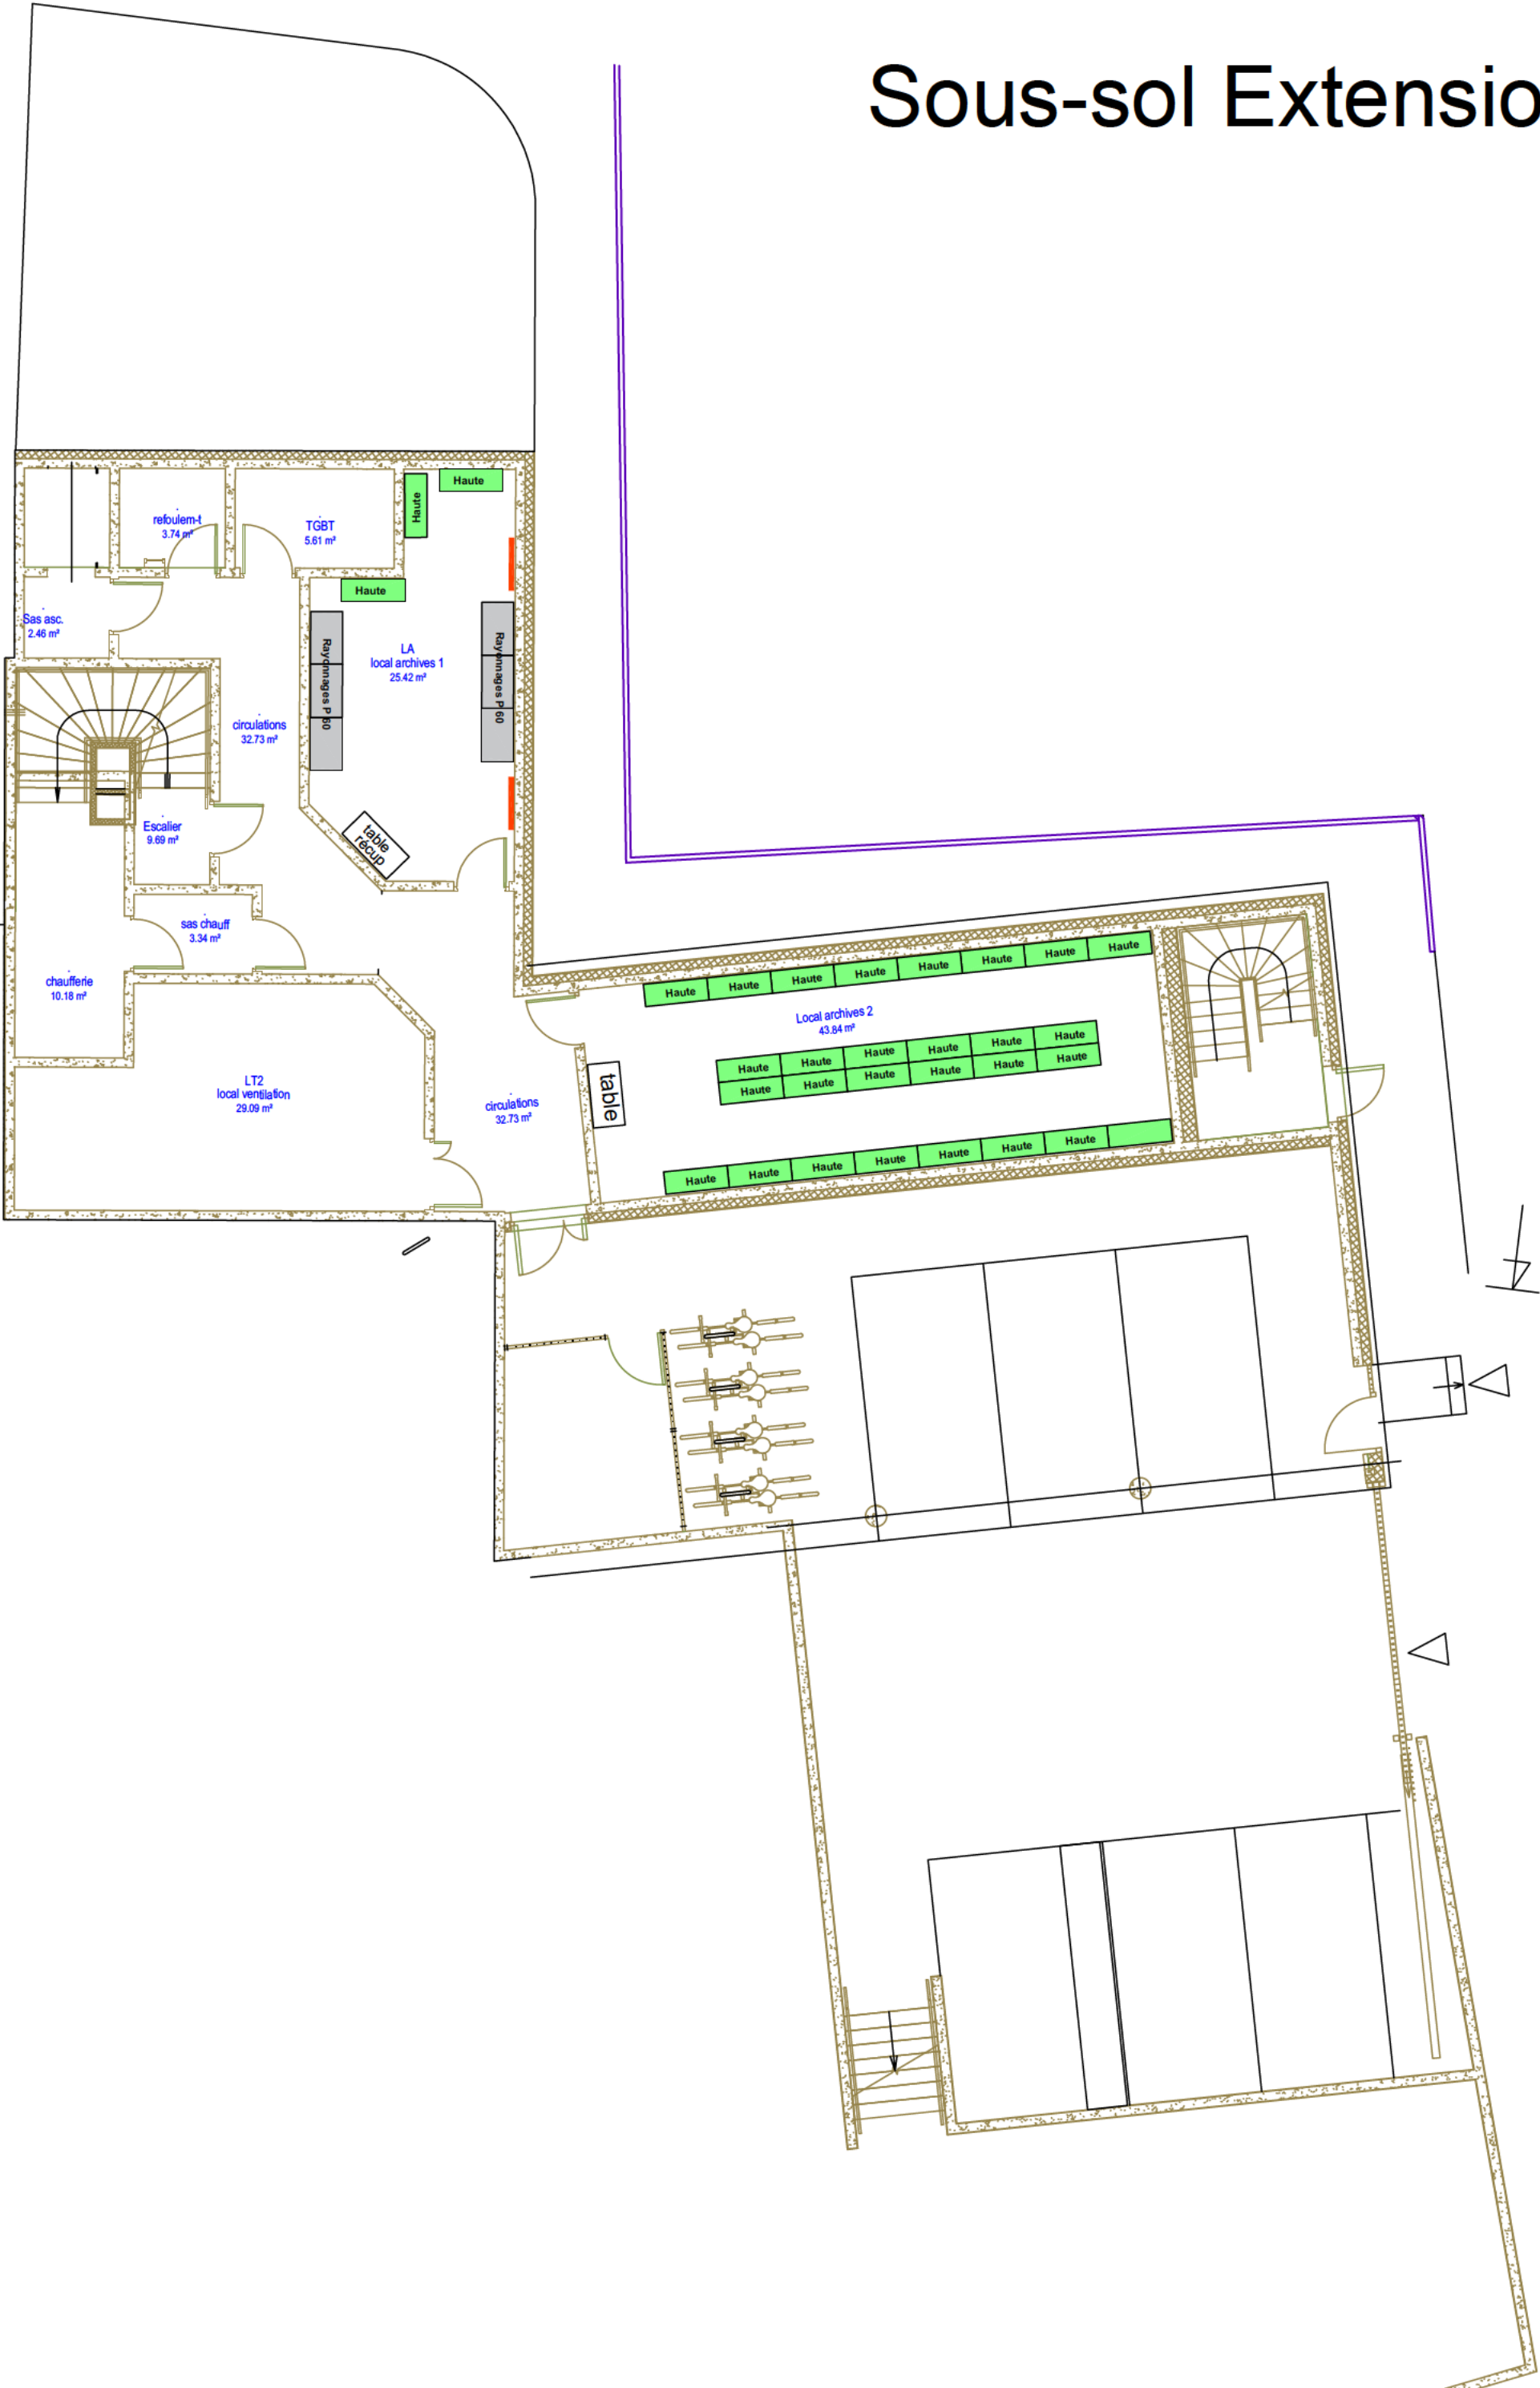 Sous-sol Extensio
Haute
Haute
refoulem-t
3.74 m²
TGBT
5.61 m²
Haute
Sas asc.
2.46 m²
Rayonnages P 60
LA
local archives 1
25.42 m²
Rayonnages P 60
circulations
32.73 m²
Escalier
9.69 m²
table
récup
sas chauff
3.34 m²
chaufferie
10.18 m²
Haute Haute Haute Haute Haute Haute Haute Haute
Local archives 2
43.84 m²
Haute Haute Haute Haute Haute Haute
Haute Haute Haute Haute Haute Haute
table
LT2
local ventilation
29.09 m²
circulations
32.73 m²
Haute Haute Haute Haute Haute Haute Haute